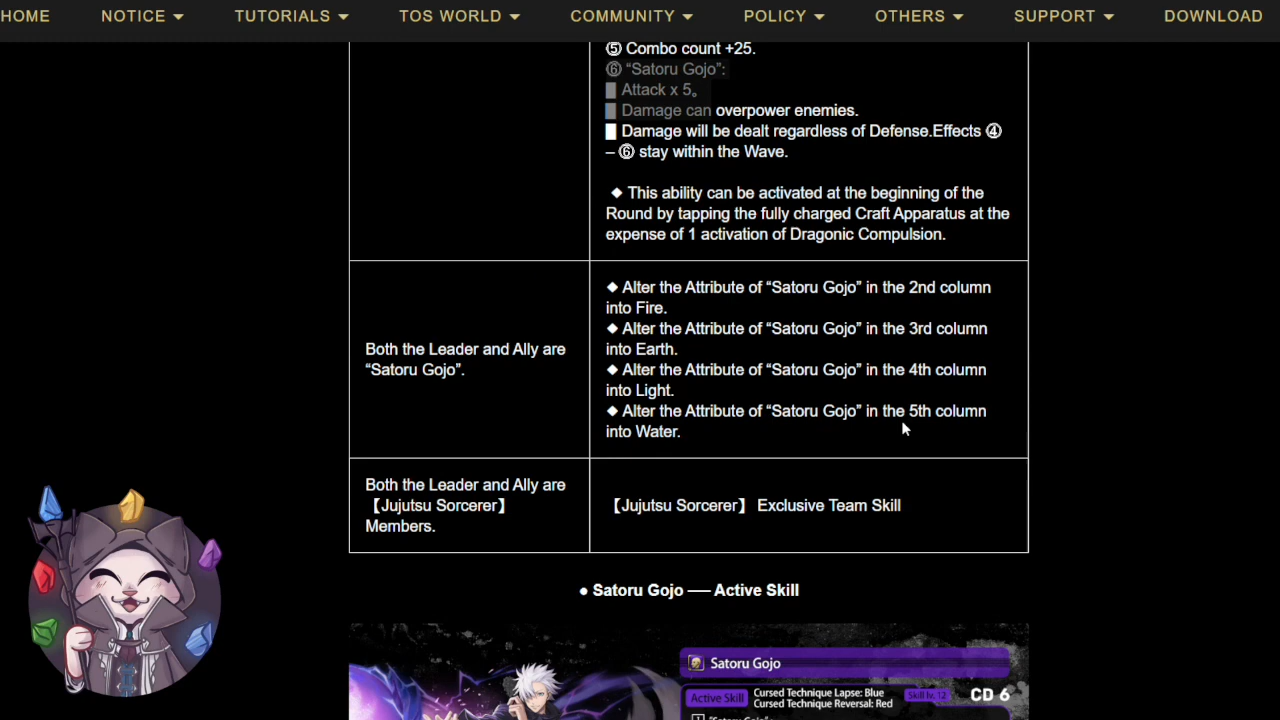 HOME NOTICE TUTORIALS TOS WORLD COMMUNITY POLICY OTHERS SUPPORT DOWNLOAD
⑤ Combo count +25.
⑥ “Satoru Gojo”:
█ Attack x 5。
█ Damage can overpower enemies.
█ Damage will be dealt regardless of Defense.Effects ④
– ⑥ stay within the Wave.
◆ This ability can be activated at the beginning of the
Round by tapping the fully charged Craft Apparatus at the
expense of 1 activation of Dragonic Compulsion.
Both the Leader and Ally are
“Satoru Gojo”.
◆ Alter the Attribute of “Satoru Gojo” in the 2nd column
into Fire.
◆ Alter the Attribute of “Satoru Gojo” in the 3rd column
into Earth.
◆ Alter the Attribute of “Satoru Gojo” in the 4th column
into Light.
◆ Alter the Attribute of “Satoru Gojo” in the 5th column
into Water.
Both the Leader and Ally are
【Jujutsu Sorcerer】
Members.
【Jujutsu Sorcerer】 Exclusive Team Skill
● Satoru Gojo ── Active Skill
Satoru Gojo
Active Skill Cursed Technique Lapse: Blue
Cursed Technique Reversal: Red
Skill lv. 12 CD 6